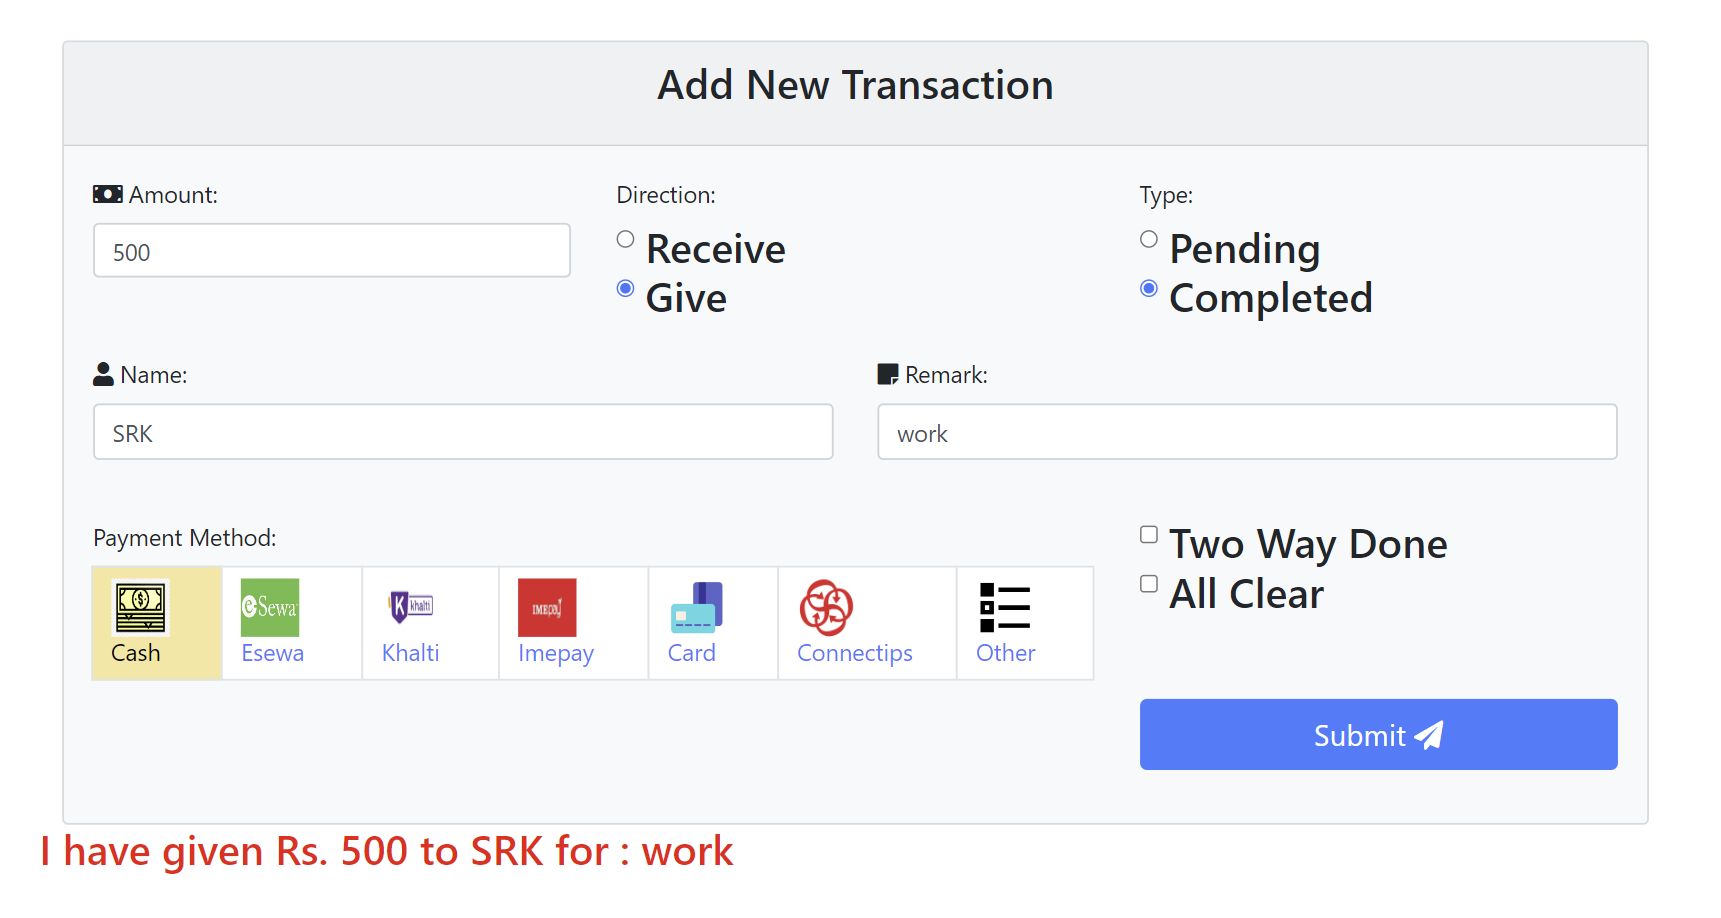 Add New Transaction
Amount:
500
Direction:
Receive
Give
Type:
Pending
Completed
Name:
SRK
Remark:
work
Payment Method:
Cash
eSewa
Esewa
K khalti
Khalti
IMEpay
Imepay
Card
Connectips
Other
Two Way Done
All Clear
Submit
I have given Rs. 500 to SRK for : work